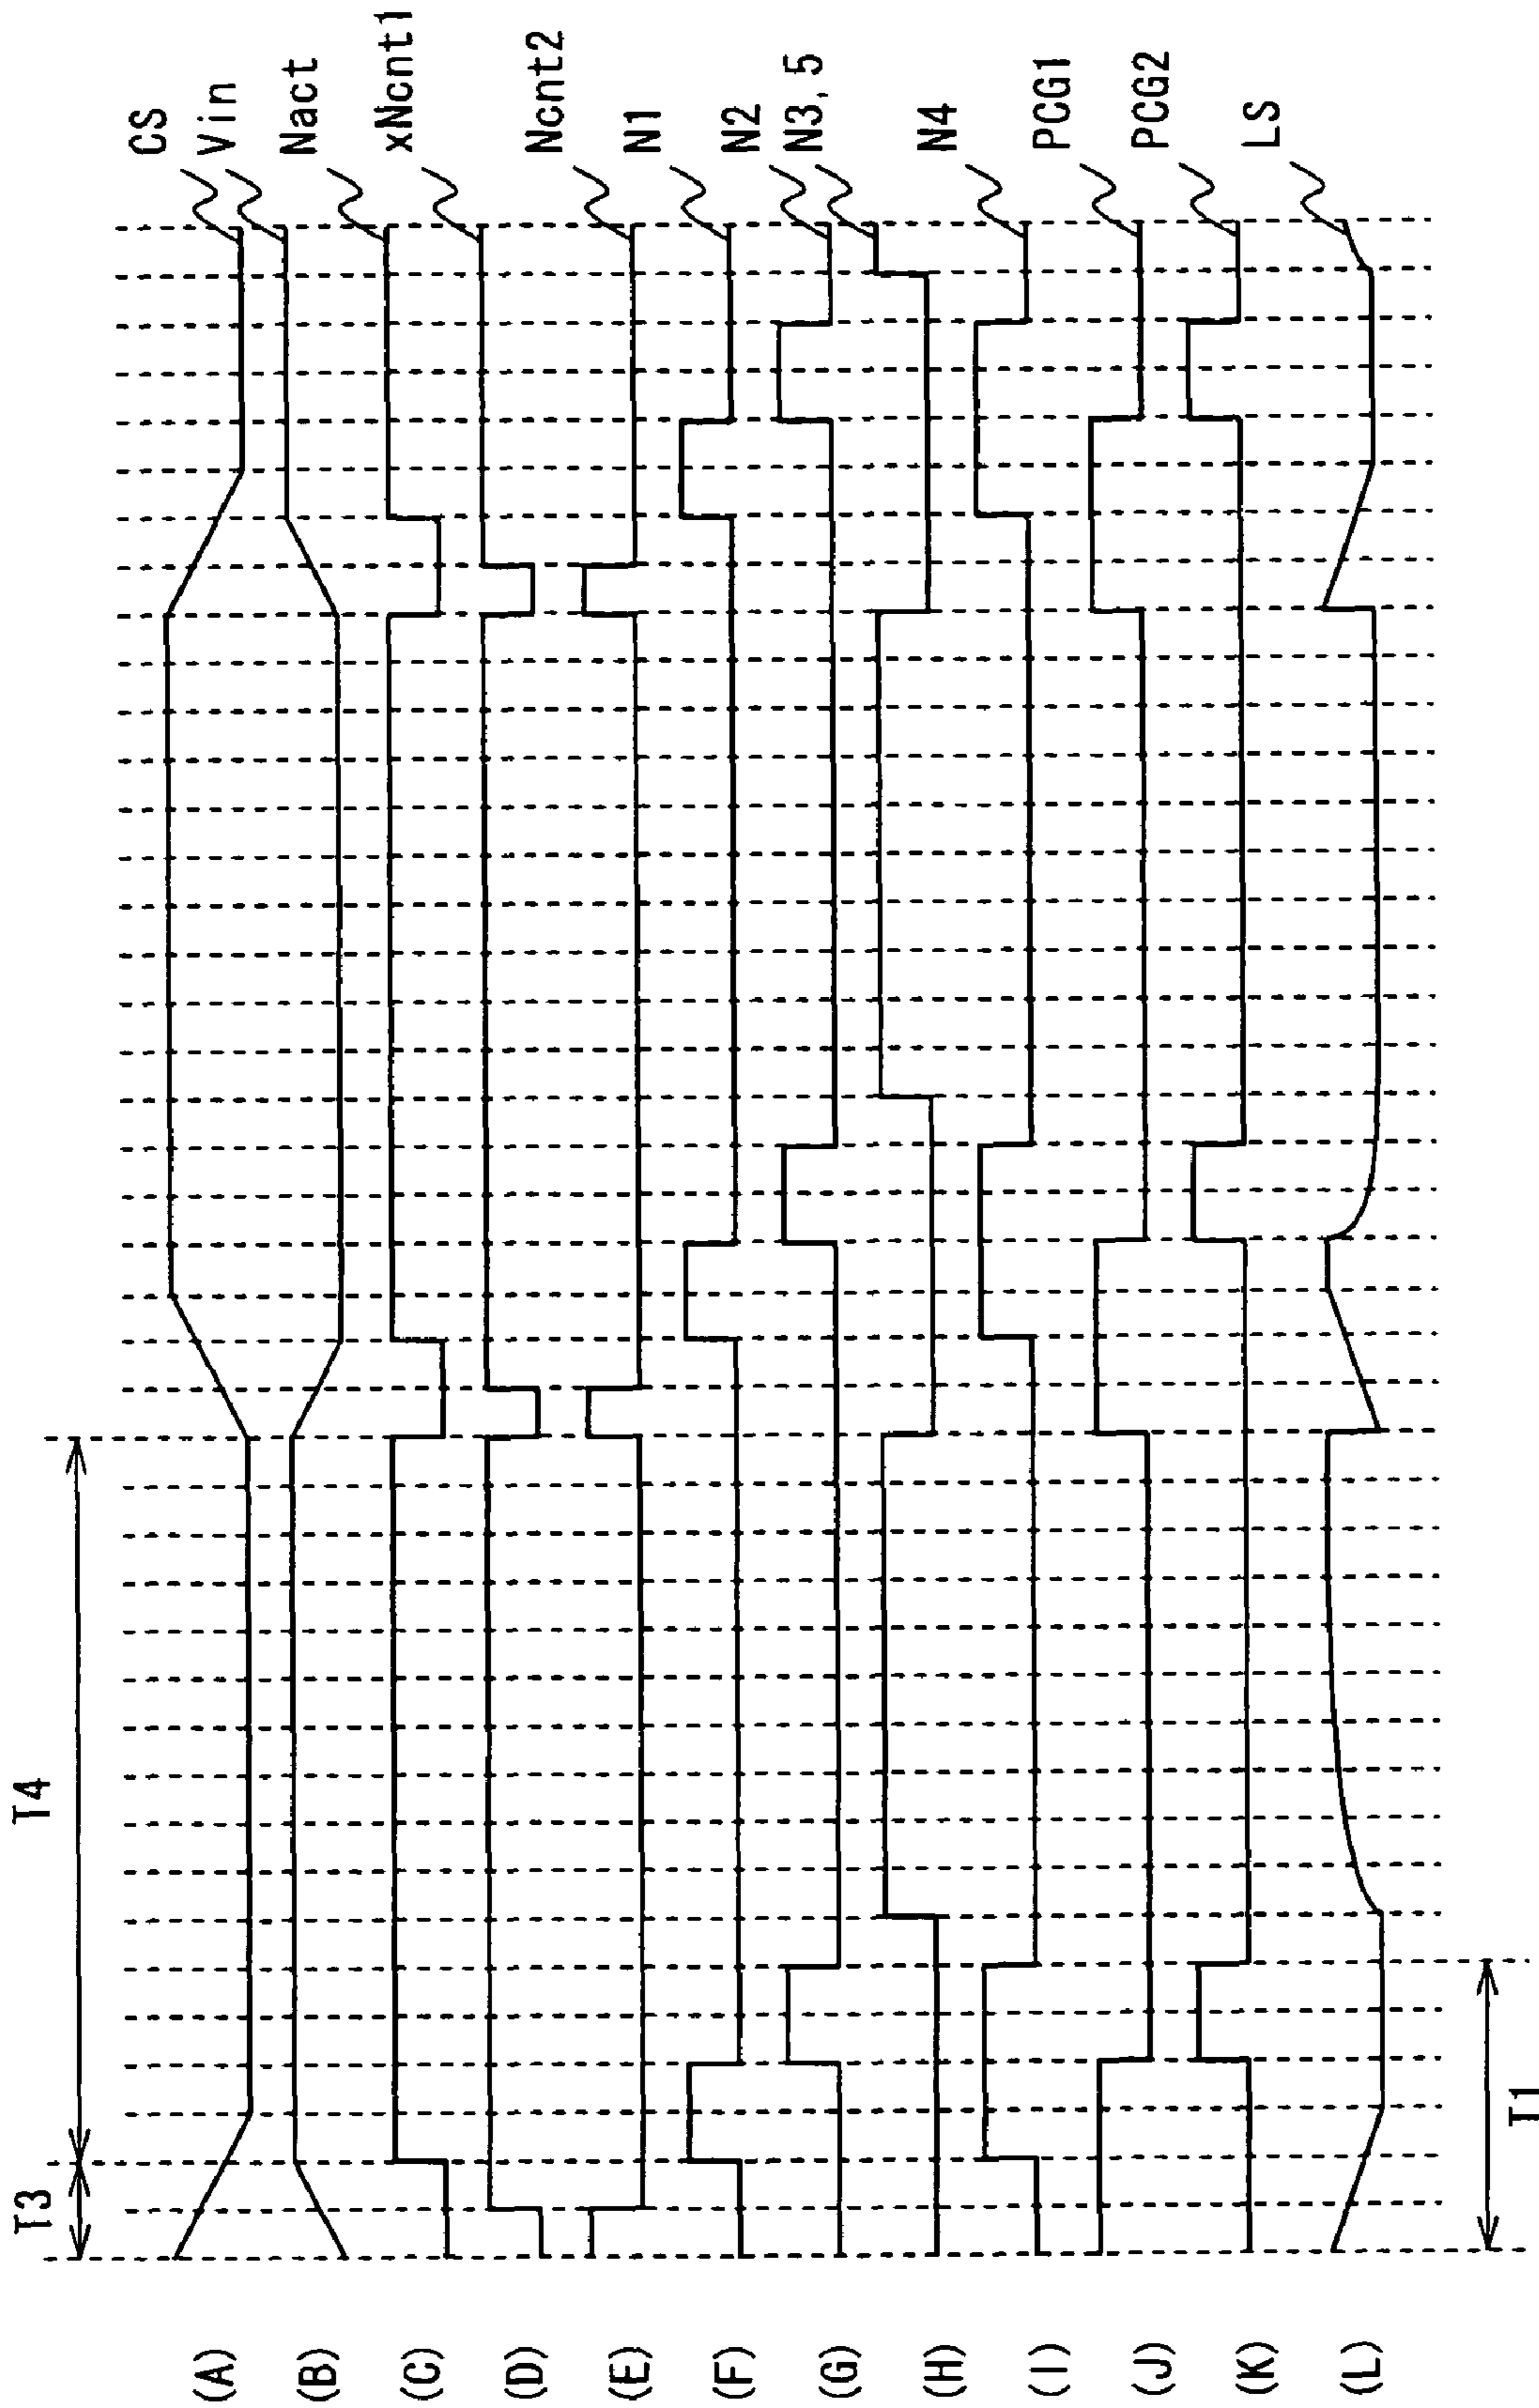 T3
T4
(A)
CS
(B)
Vin
(C)
Nact
(D)
xNcnt1
(E)
Ncnt2
(F)
N1
(G)
N2
(H)
N3, 5
(I)
N4
(J)
PCG1
(K)
PCG2
(L)
LS
T1